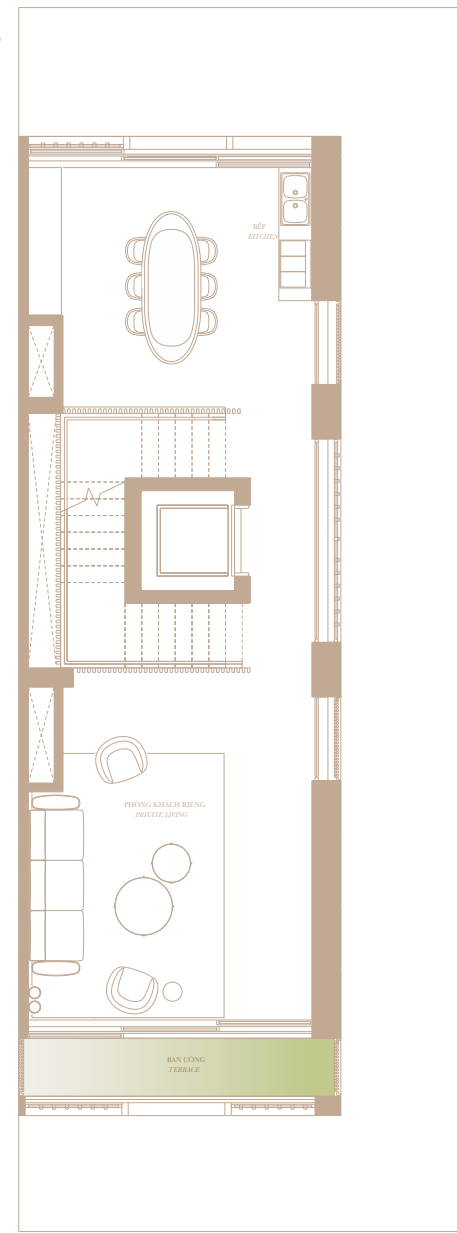 BẾP
KITCHEN
PHÒNG KHÁCH RIÊNG
PRIVATE LIVING
BAN CÔNG
TERRACE